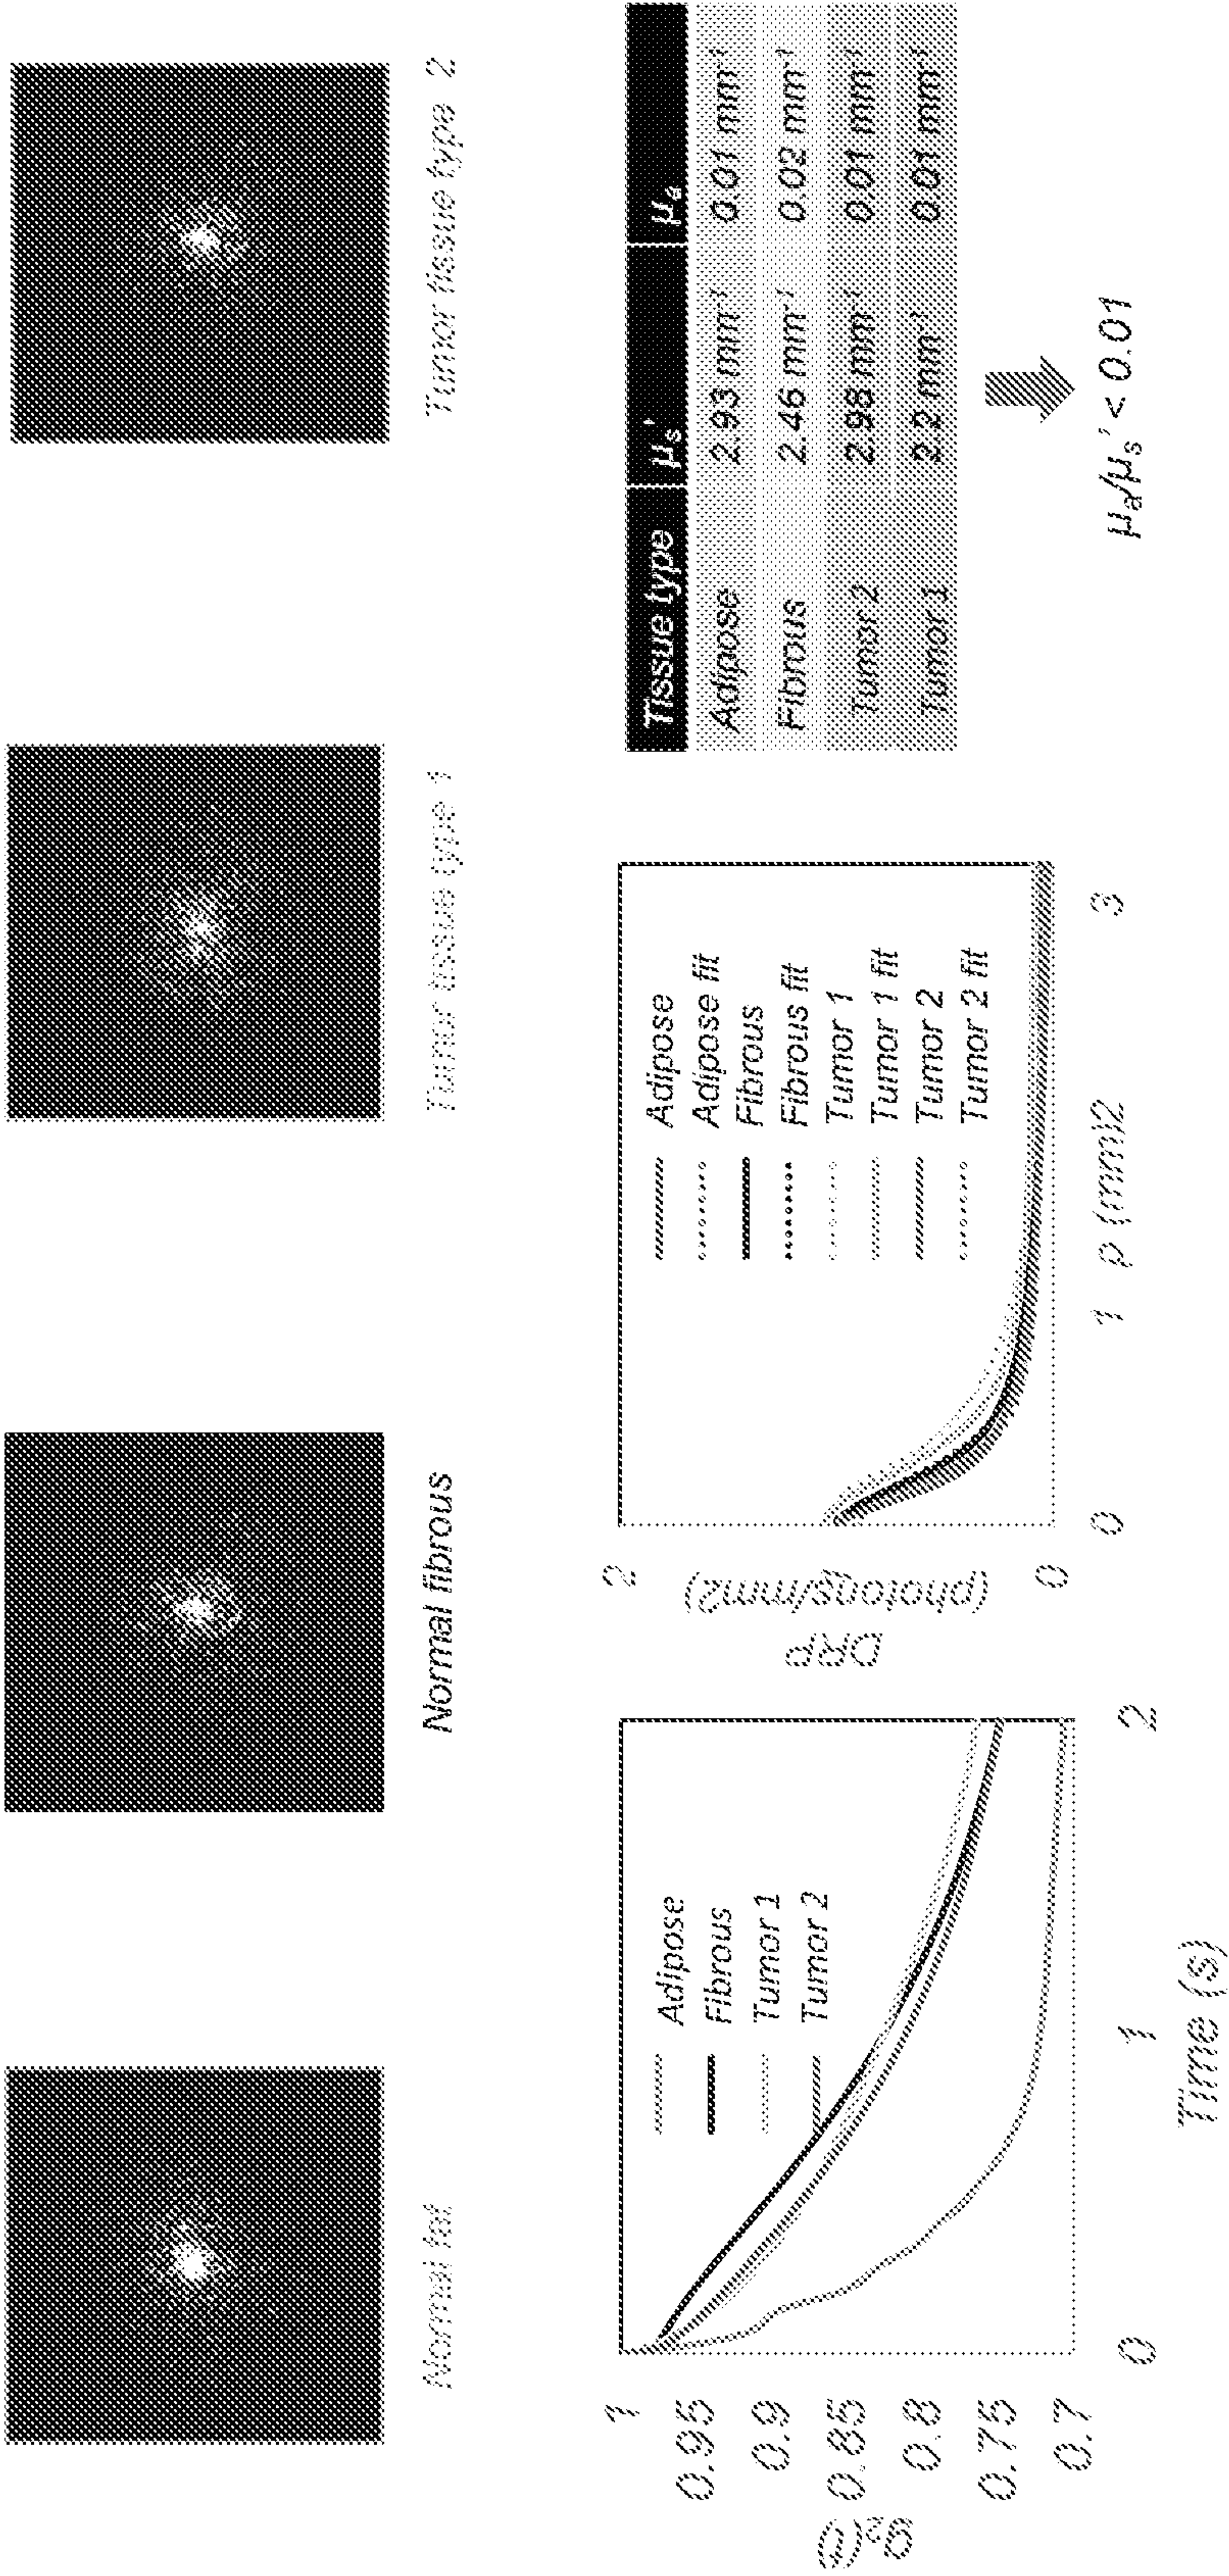 Normal fat
Normal fibrous
Tumor tissue type 1
Tumor tissue type 2
g₂(t)
1
0.95
0.9
0.85
0.8
0.75
0.7
Adipose
Fibrous
Tumor 1
Tumor 2
0
1
2
Time (s)
DRP
(photogs/mm2)
2
0
Adipose
Adipose fit
Fibrous
Fibrous fit
Tumor 1
Tumor 1 fit
Tumor 2
Tumor 2 fit
0
1
ρ (mm)2
3
Tissue type μs' μa
Adipose 2.93 mm⁻¹ 0.01 mm⁻¹
Fibrous 2.46 mm⁻¹ 0.02 mm⁻¹
Tumor 2 2.98 mm⁻¹ 0.01 mm⁻¹
Tumor 1 2.2 mm⁻¹ 0.01 mm⁻¹
μa/μs' < 0.01